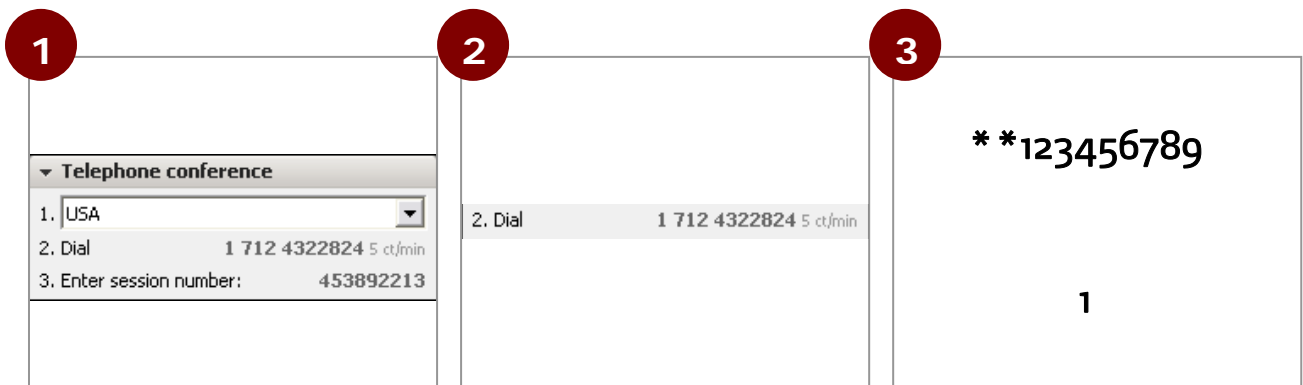 1
Telephone conference
1. USA
2. Dial 1 712 4322824 5 ct/min
3. Enter session number: 453892213
2
2. Dial 1 712 4322824 5 ct/min
3
**123456789
1